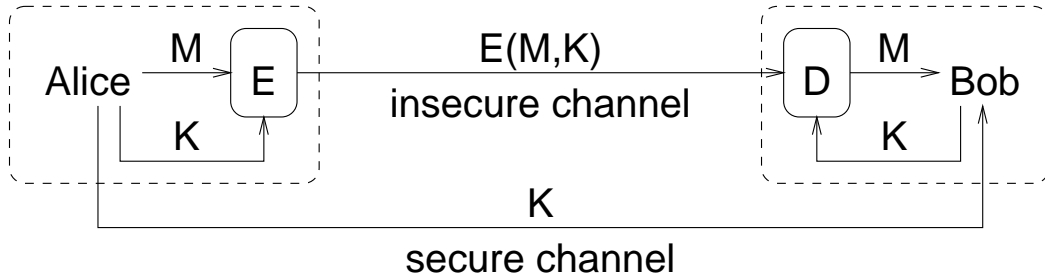 M E(M,K) M
Alice E D Bob
insecure channel
K K
K
secure channel